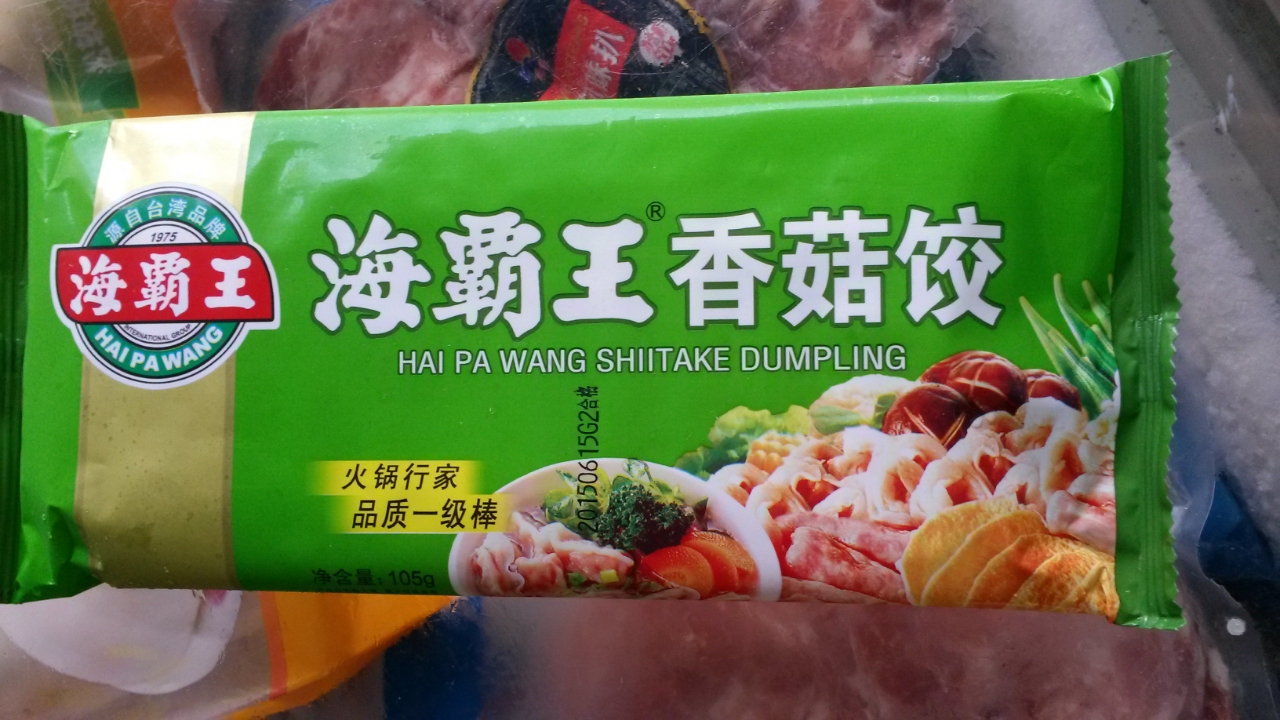 源自台湾品牌
1975
海霸王
INTERNATIONAL GROUP
HAI PA WANG
海霸王®香菇饺
HAI PA WANG SHIITAKE DUMPLING
20150615G2合格
火锅行家
品质一级棒
净含量:105g